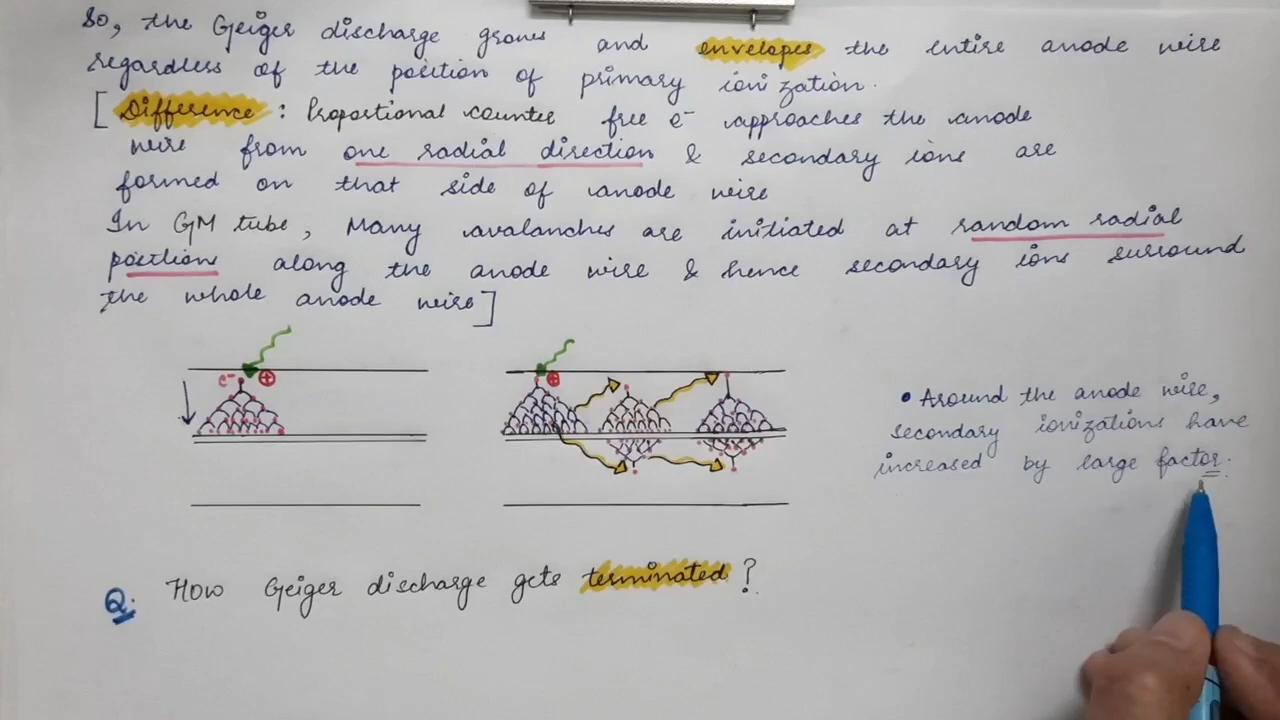 So, the Geiger discharge grows and envelopes the entire anode wire
regardless of the position of primary ionization.
[ Difference : Proportional counter free e⁻ approaches the anode
wire from one radial direction & secondary ions are
formed on that side of anode wire
In GM tube, Many avalanches are initiated at random radial
positions along the anode wire & hence secondary ions surround
the whole anode wire]
e⁻ ⊕
⊕
• Around the anode wire,
secondary ionizations have
increased by large factor.
Q. How Geiger discharge gets terminated ?